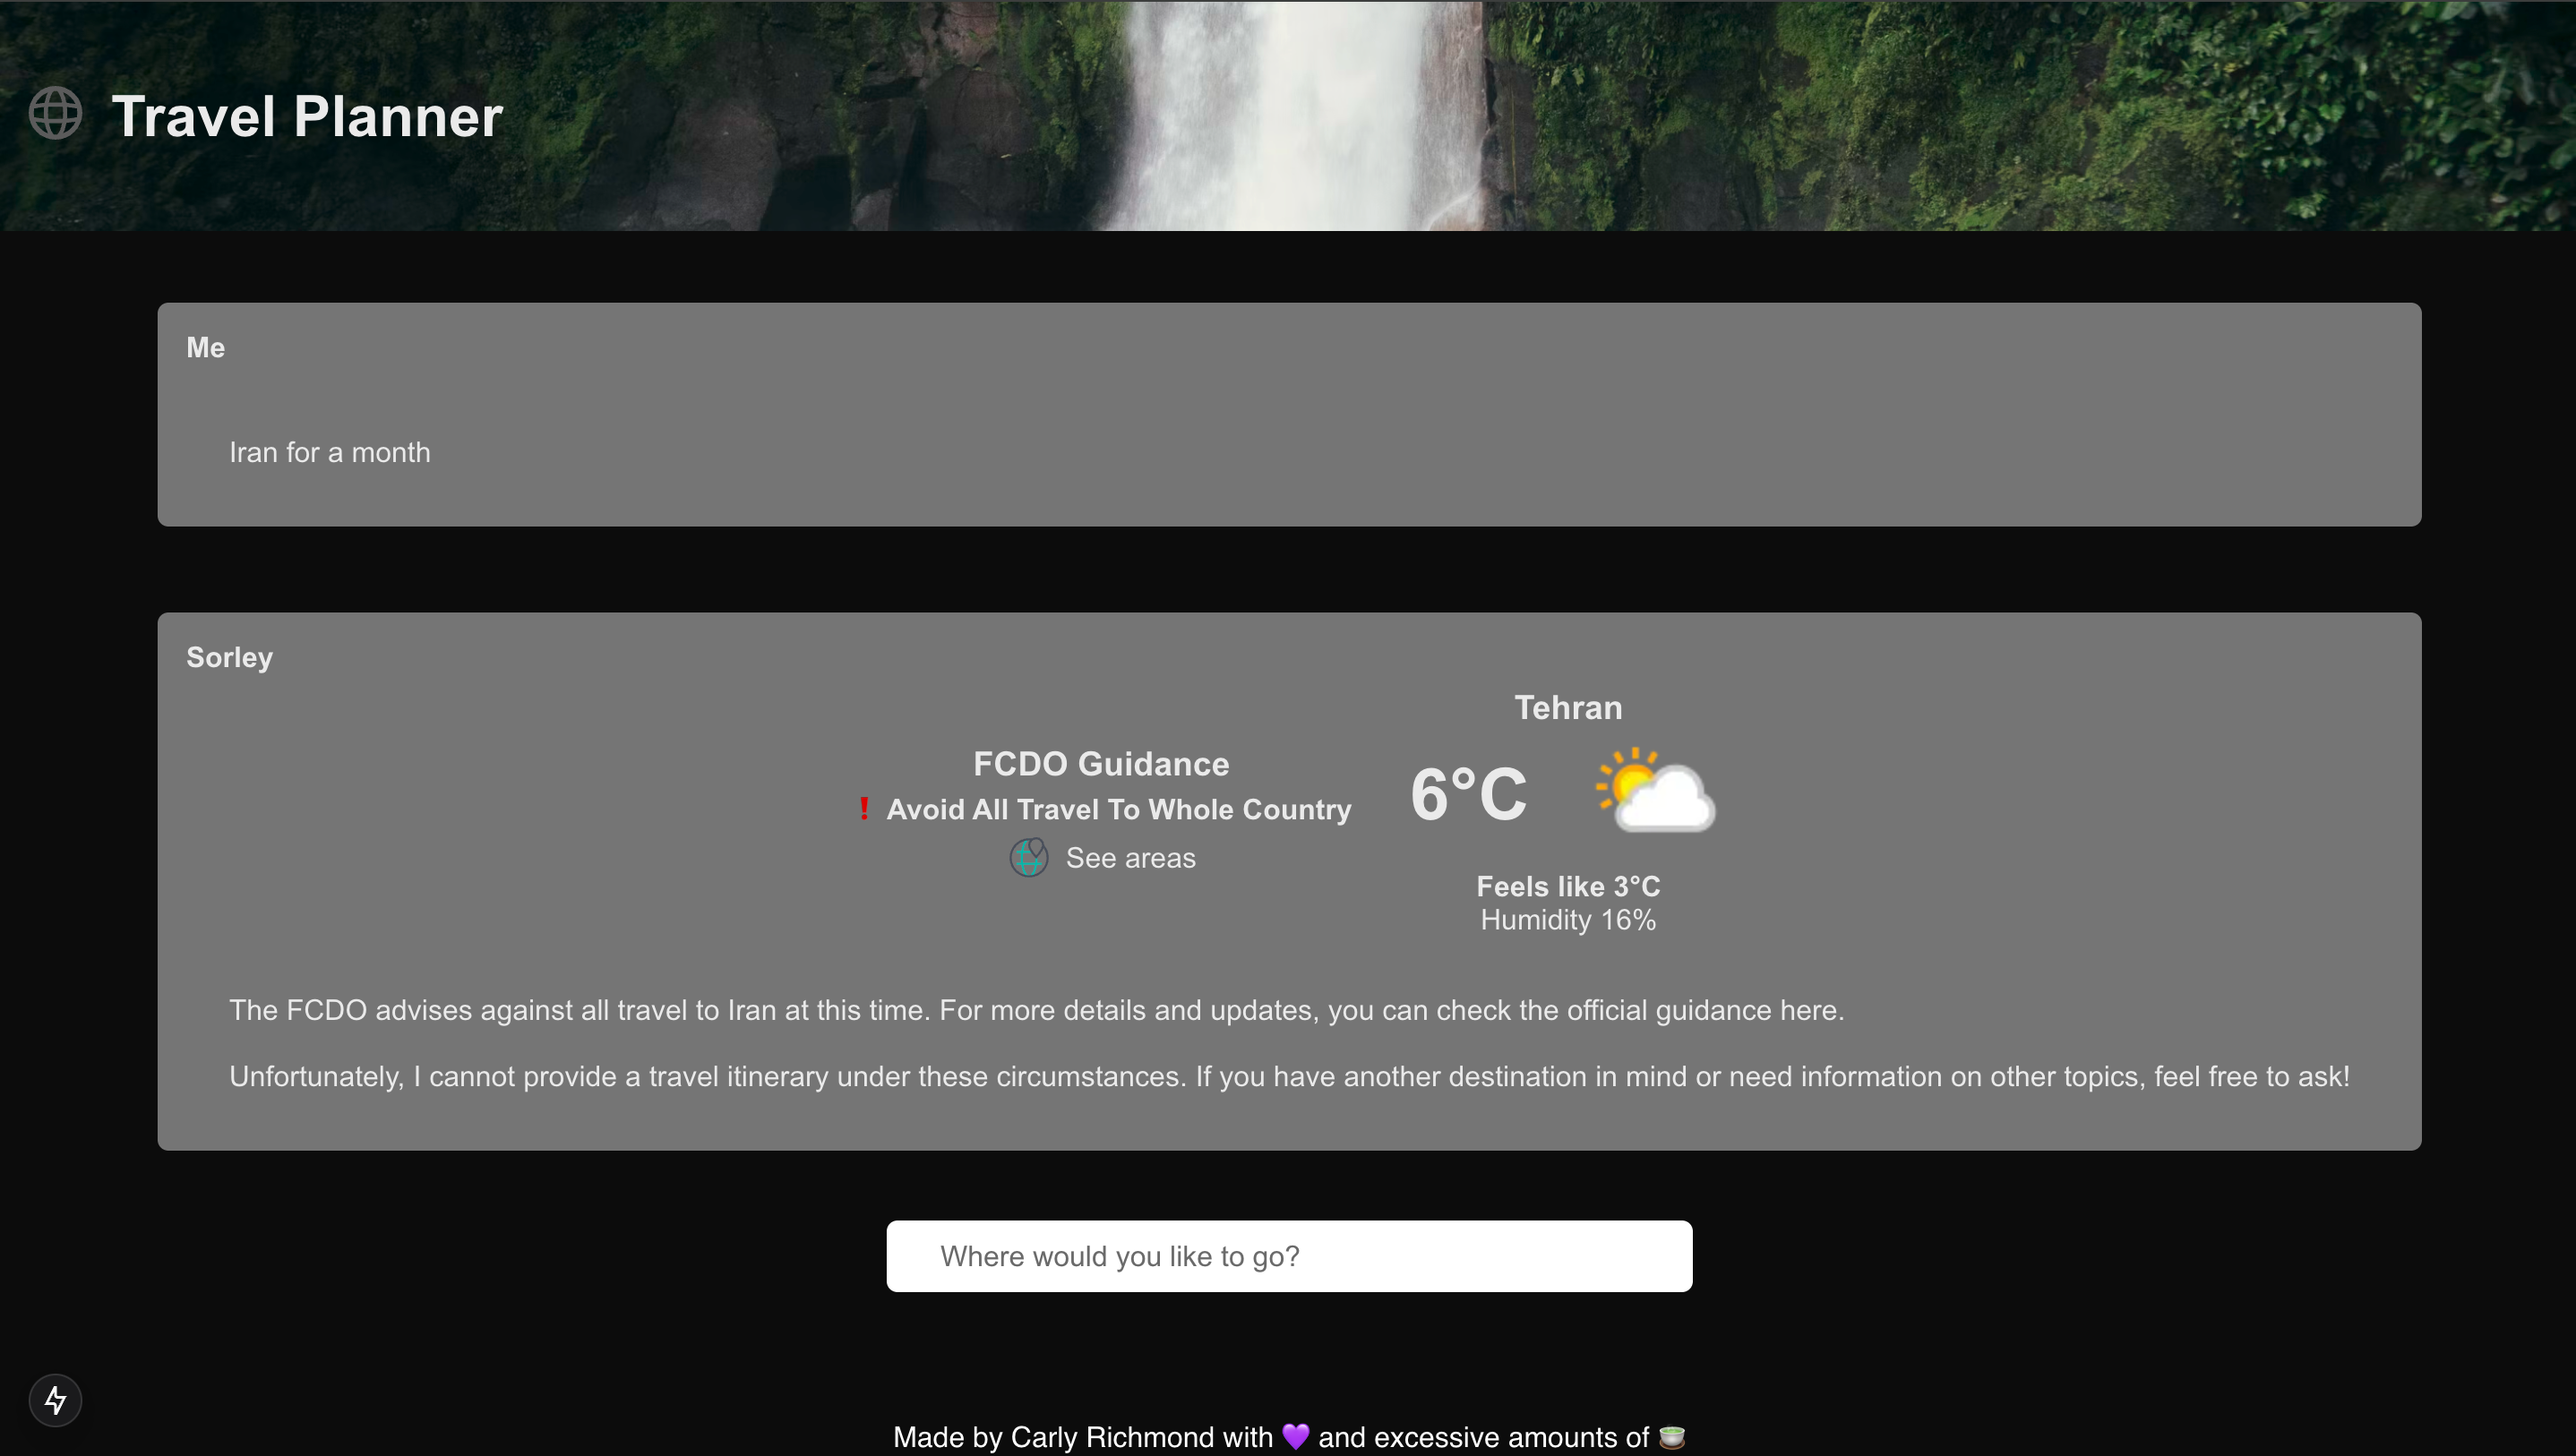 Travel Planner
Me
Iran for a month
Sorley
FCDO Guidance
❗ Avoid All Travel To Whole Country
See areas
Tehran
6°C
Feels like 3°C
Humidity 16%
The FCDO advises against all travel to Iran at this time. For more details and updates, you can check the official guidance here.
Unfortunately, I cannot provide a travel itinerary under these circumstances. If you have another destination in mind or need information on other topics, feel free to ask!
Where would you like to go?
Made by Carly Richmond with 💜 and excessive amounts of 🍵